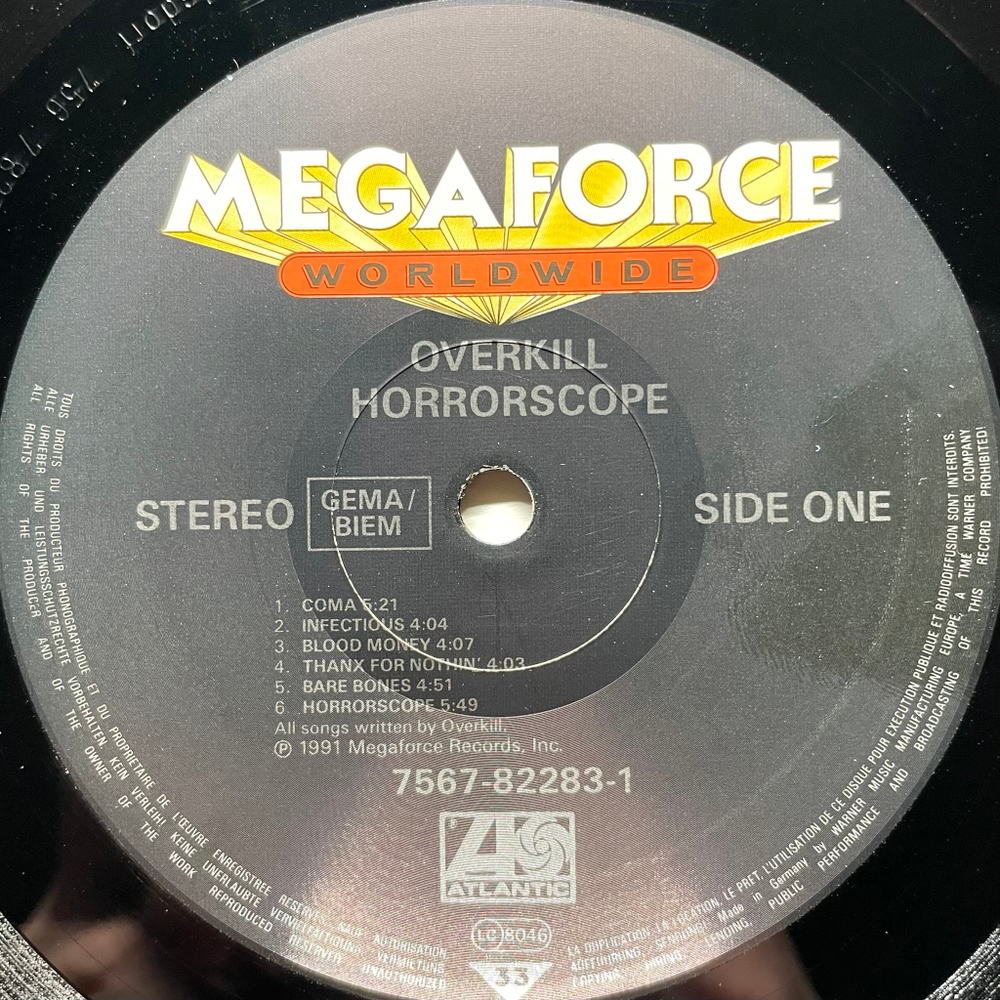 MEGAFORCE
WORLDWIDE
OVERKILL
HORRORSCOPE
STEREO
GEMA/
BIEM
SIDE ONE
1. COMA 5:21
2. INFECTIOUS 4:04
3. BLOOD MONEY 4:07
4. THANX FOR NOTHIN' 4:03
5. BARE BONES 4:51
6 HORRORSCOPE 5:49
All songs written by Overkill.
℗ 1991 Megaforce Records, Inc.
7567-82283-1
ATLANTIC
LC 8046
33
TOUS DROITS DU PRODUCTEUR PHONOGRAPHIQUE ET DU PROPRIETAIRE DE L'ŒUVRE ENREGISTREE RESERVES SAUF AUTORISATION
LA DUPLICATION, LA LOCATION, LE PRET, L'UTILISATION DE CE DISQUE POUR EXECUTION PUBLIQUE ET RADIODIFFUSION SONT INTERDITS.
ALLE URHEBER UND LEISTUNGSSCHUTZRECHTE VORBEHALTEN. KEIN VERLEIH! KEINE UNERLAUBTE VERVIELFÄLTIGUNG, VERMIETUNG
AUFFÜHRUNG, SENDUNG! Made in Germany by WARNER MUSIC MANUFACTURING EUROPE, A TIME WARNER COMPANY
ALL RIGHTS OF THE PRODUCER AND OF THE OWNER OF THE WORK REPRODUCED RESERVED UNAUTHORIZED
COPYING, HIRING, LENDING, PUBLIC PERFORMANCE AND BROADCASTING OF THIS RECORD PROHIBITED!